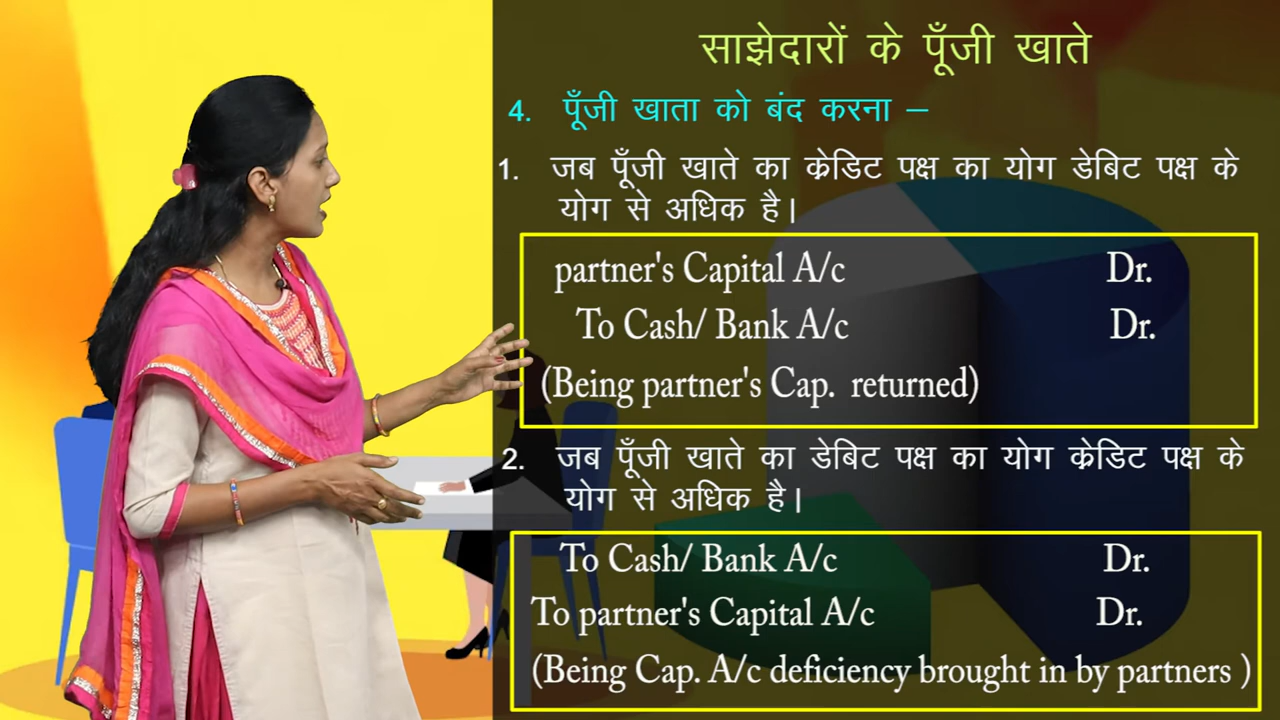 साझेदारों के पूँजी खाते
4. पूँजी खाता को बंद करना –
1. जब पूँजी खाते का क्रेडिट पक्ष का योग डेबिट पक्ष के
योग से अधिक है।
partner's Capital A/c Dr.
To Cash/ Bank A/c Dr.
(Being partner's Cap. returned)
2. जब पूँजी खाते का डेबिट पक्ष का योग क्रेडिट पक्ष के
योग से अधिक है।
To Cash/ Bank A/c Dr.
To partner's Capital A/c Dr.
(Being Cap. A/c deficiency brought in by partners )